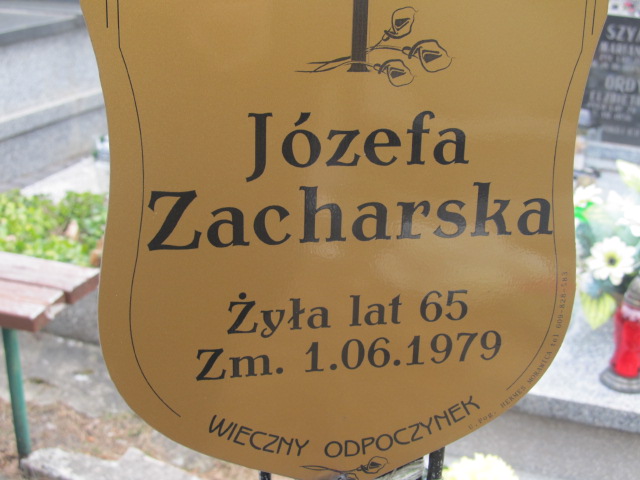 Józefa
Zacharska
Żyła lat 65
Zm. 1.06.1979
WIECZNY ODPOCZYNEK